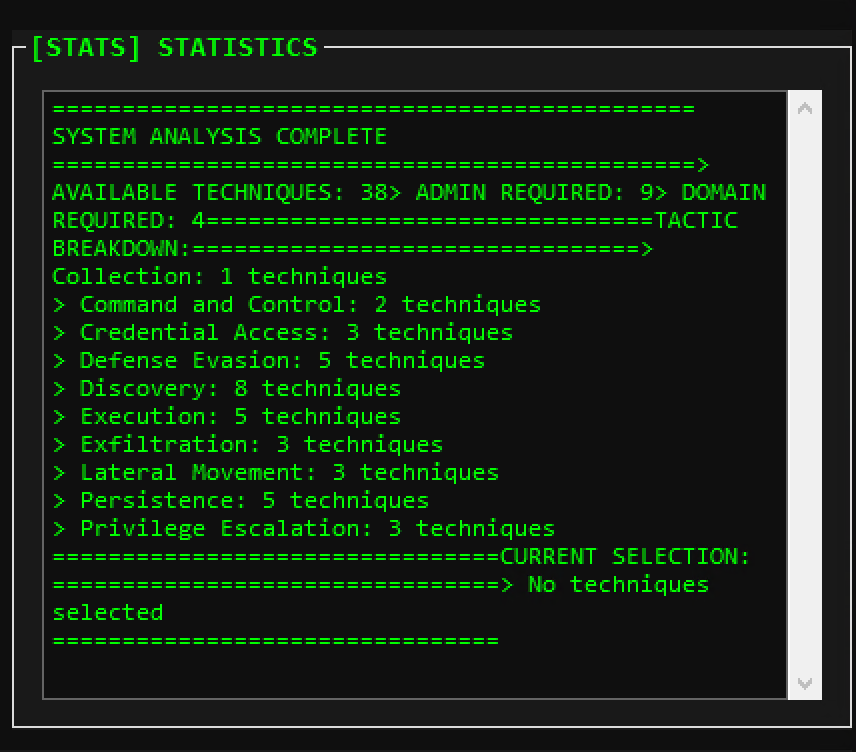 [STATS] STATISTICS
==============================================
SYSTEM ANALYSIS COMPLETE
==============================================>
AVAILABLE TECHNIQUES: 38> ADMIN REQUIRED: 9> DOMAIN
REQUIRED: 4================================TACTIC
BREAKDOWN:================================>
Collection: 1 techniques
> Command and Control: 2 techniques
> Credential Access: 3 techniques
> Defense Evasion: 5 techniques
> Discovery: 8 techniques
> Execution: 5 techniques
> Exfiltration: 3 techniques
> Lateral Movement: 3 techniques
> Persistence: 5 techniques
> Privilege Escalation: 3 techniques
================================CURRENT SELECTION:
================================> No techniques
selected
================================